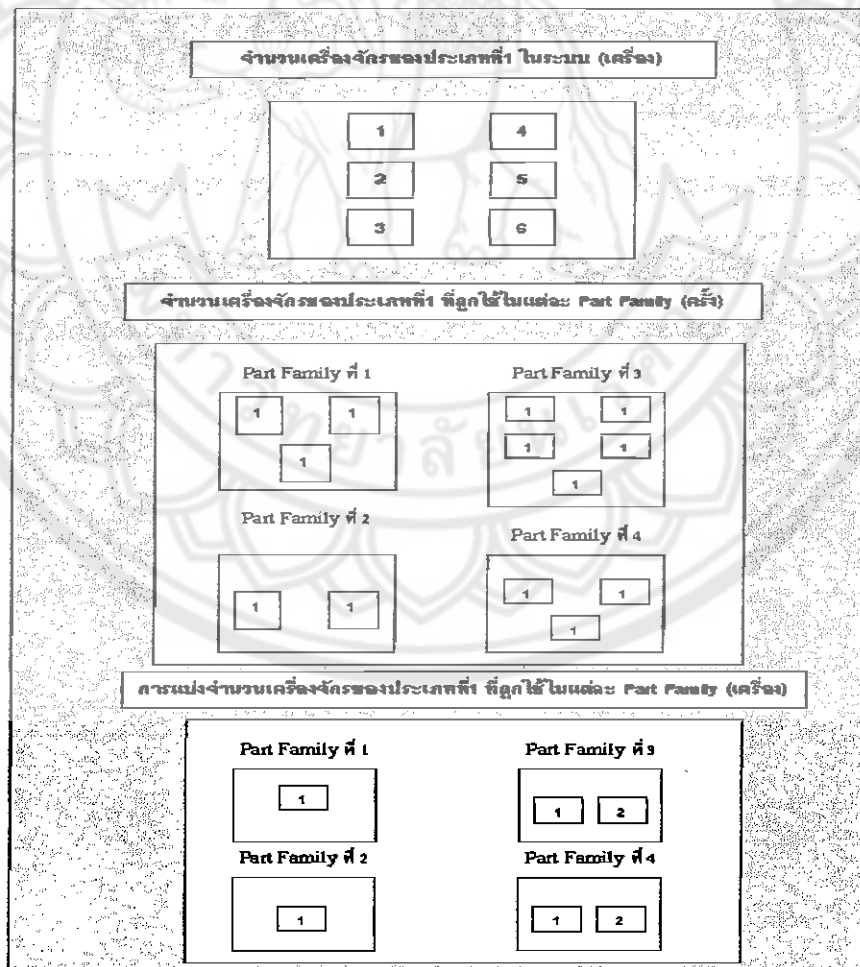 จำนวนเครื่องจักรของประเภทที่1 ในระบบ (เครื่อง)
1 4
2 5
3 6
จำนวนเครื่องจักรของประเภทที่1 ที่ถูกใช้ในแต่ละ Part Family (ครั้ง)
Part Family ที่ 1 Part Family ที่ 3
1 1 1 1
1 1 1
1
Part Family ที่ 2 Part Family ที่ 4
1 1 1 1
1
การแบ่งจำนวนเครื่องจักรของประเภทที่1 ที่ถูกใช้ในแต่ละ Part Family (เครื่อง)
Part Family ที่ 1 Part Family ที่ 3
1 1 2
Part Family ที่ 2 Part Family ที่ 4
1 1 2